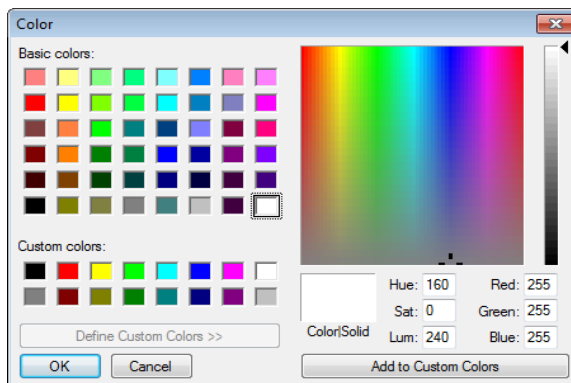 Color
Basic colors:
Custom colors:
Define Custom Colors >>
OK
Cancel
Hue: 160
Red: 255
Sat: 0
Green: 255
Color|Solid
Lum: 240
Blue: 255
Add to Custom Colors